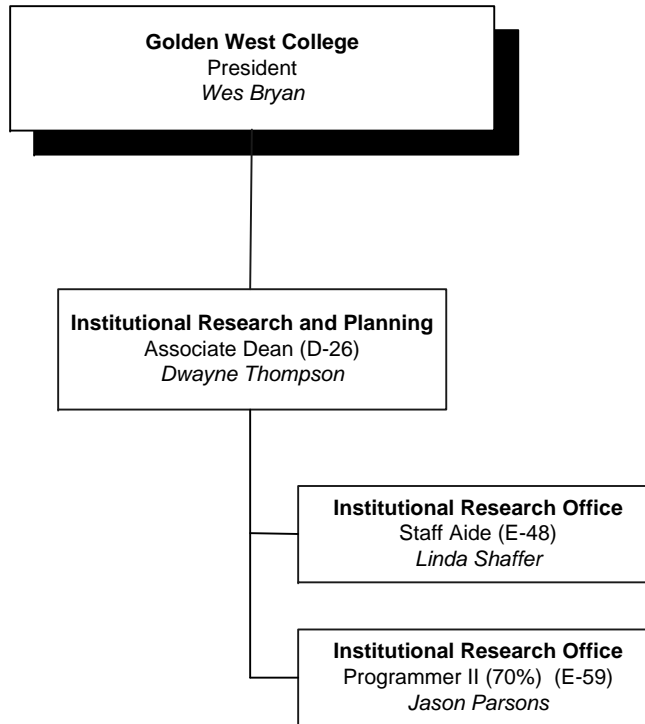 Golden West College
President
Wes Bryan
Institutional Research and Planning
Associate Dean (D-26)
Dwayne Thompson
Institutional Research Office
Staff Aide (E-48)
Linda Shaffer
Institutional Research Office
Programmer II (70%) (E-59)
Jason Parsons